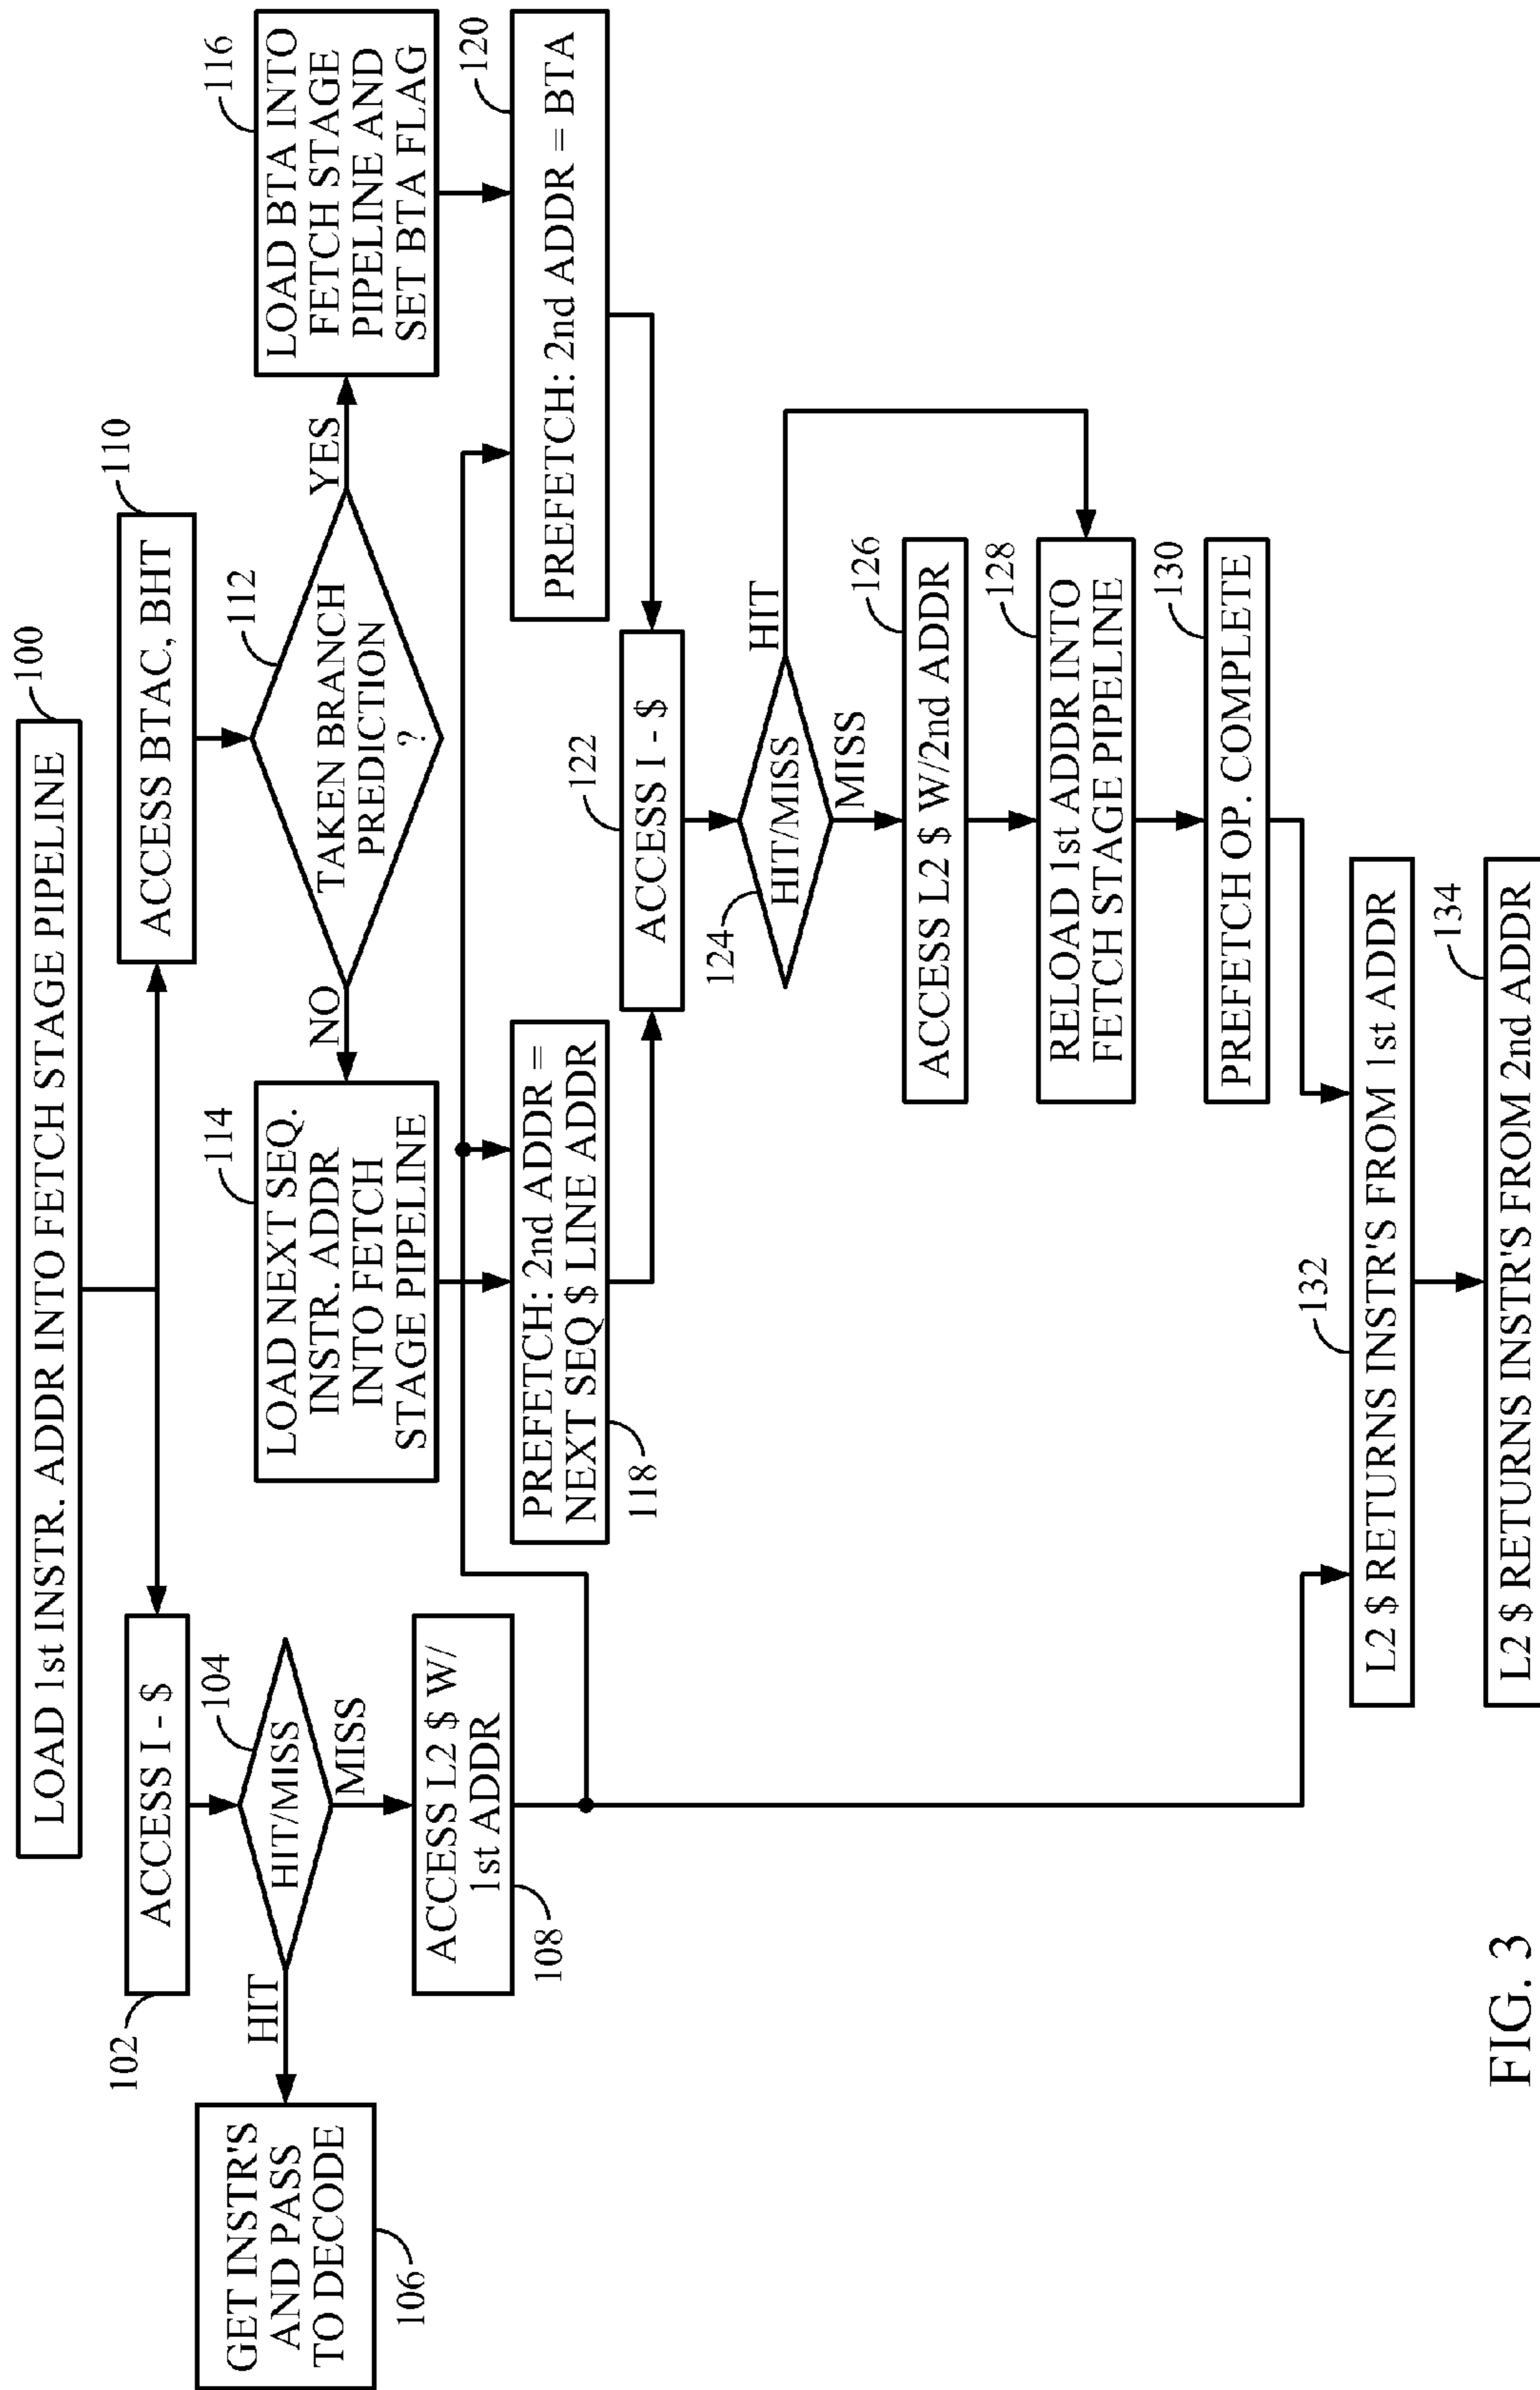 100
LOAD 1st INSTR. ADDR INTO FETCH STAGE PIPELINE
102
ACCESS I - $
104
HIT/MISS
HIT
MISS
GET INSTR'S
AND PASS
TO DECODE
106
ACCESS L2 $ W/
1st ADDR
108
110
ACCESS BTAC, BHT
112
TAKEN BRANCH
PREDICTION
?
NO
YES
114
LOAD NEXT SEQ.
INSTR. ADDR
INTO FETCH
STAGE PIPELINE
116
LOAD BTA INTO
FETCH STAGE
PIPELINE AND
SET BTA FLAG
PREFETCH: 2nd ADDR =
NEXT SEQ $ LINE ADDR
118
120
PREFETCH: 2nd ADDR = BTA
122
ACCESS I - $
124
HIT/MISS
HIT
MISS
126
ACCESS L2 $ W/2nd ADDR
128
RELOAD 1st ADDR INTO
FETCH STAGE PIPELINE
130
PREFETCH OP. COMPLETE
132
L2 $ RETURNS INSTR'S FROM 1st ADDR
134
L2 $ RETURNS INSTR'S FROM 2nd ADDR
FIG. 3